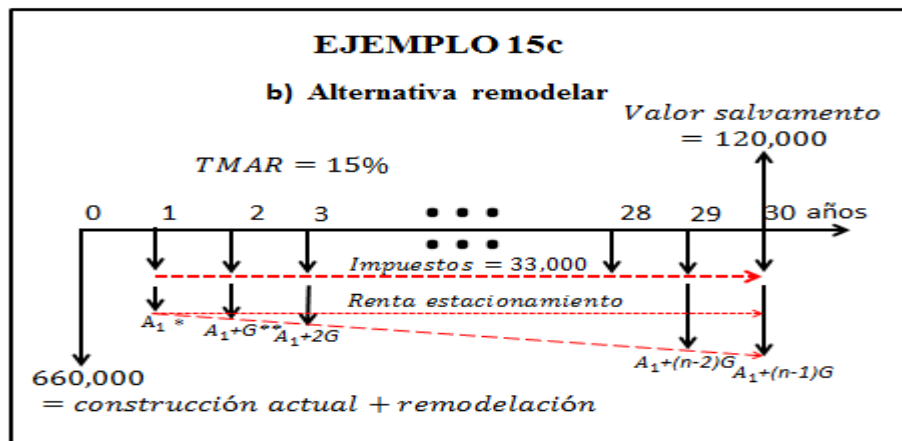 EJEMPLO 15c
b) Alternativa remodelar
Valor salvamento
= 120,000
TMAR = 15%
0 1 2 3 28 29 30 años
Impuestos = 33,000
Renta estacionamiento
A₁ * A₁+G** A₁+2G A₁+(n-2)G A₁+(n-1)G
660,000
= construcción actual + remodelación